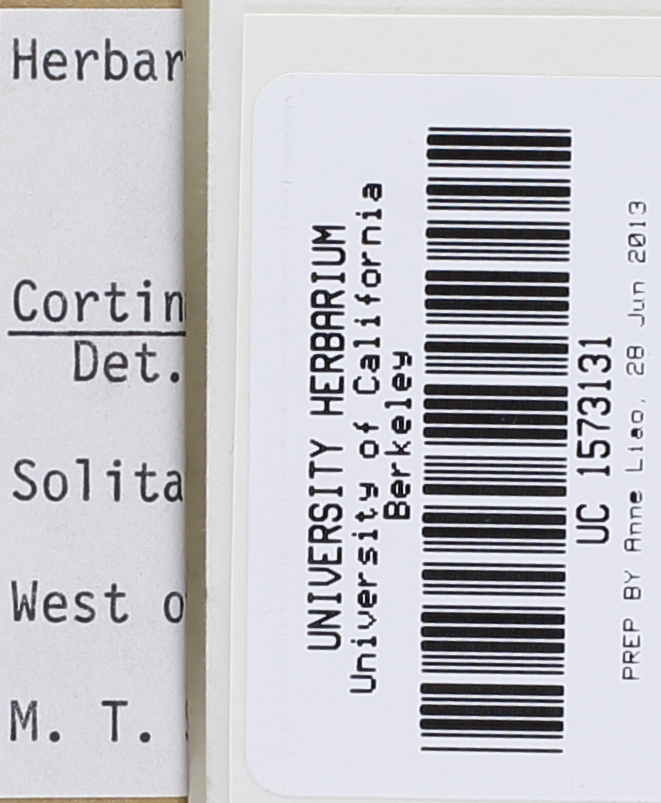 Herbar
Cortin
Det.
Solita
West o
M. T.
UNIVERSITY HERBARIUM
University of California
Berkeley
UC 1573131
PREP BY Anne Liao, 28 Jun 2013